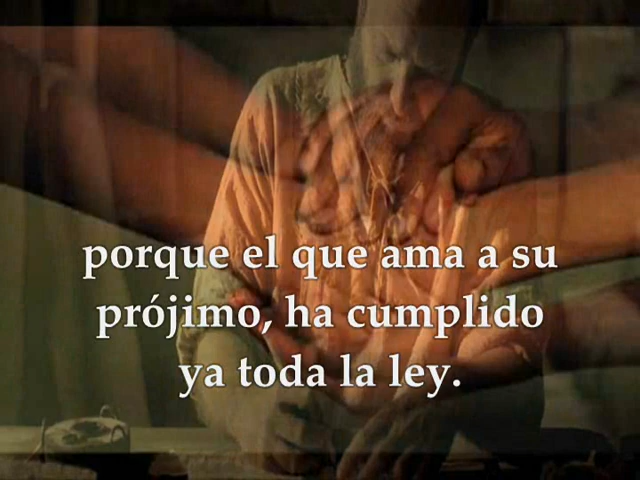 porque el que ama a su
prójimo, ha cumplido
ya toda la ley.